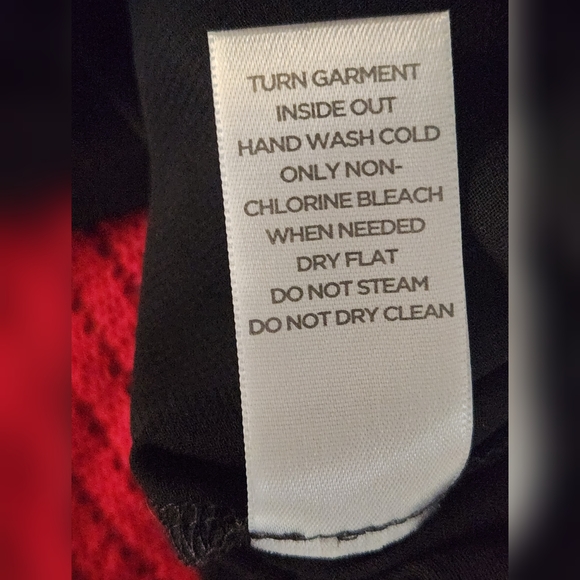 TURN GARMENT
INSIDE OUT
HAND WASH COLD
ONLY NON-
CHLORINE BLEACH
WHEN NEEDED
DRY FLAT
DO NOT STEAM
DO NOT DRY CLEAN